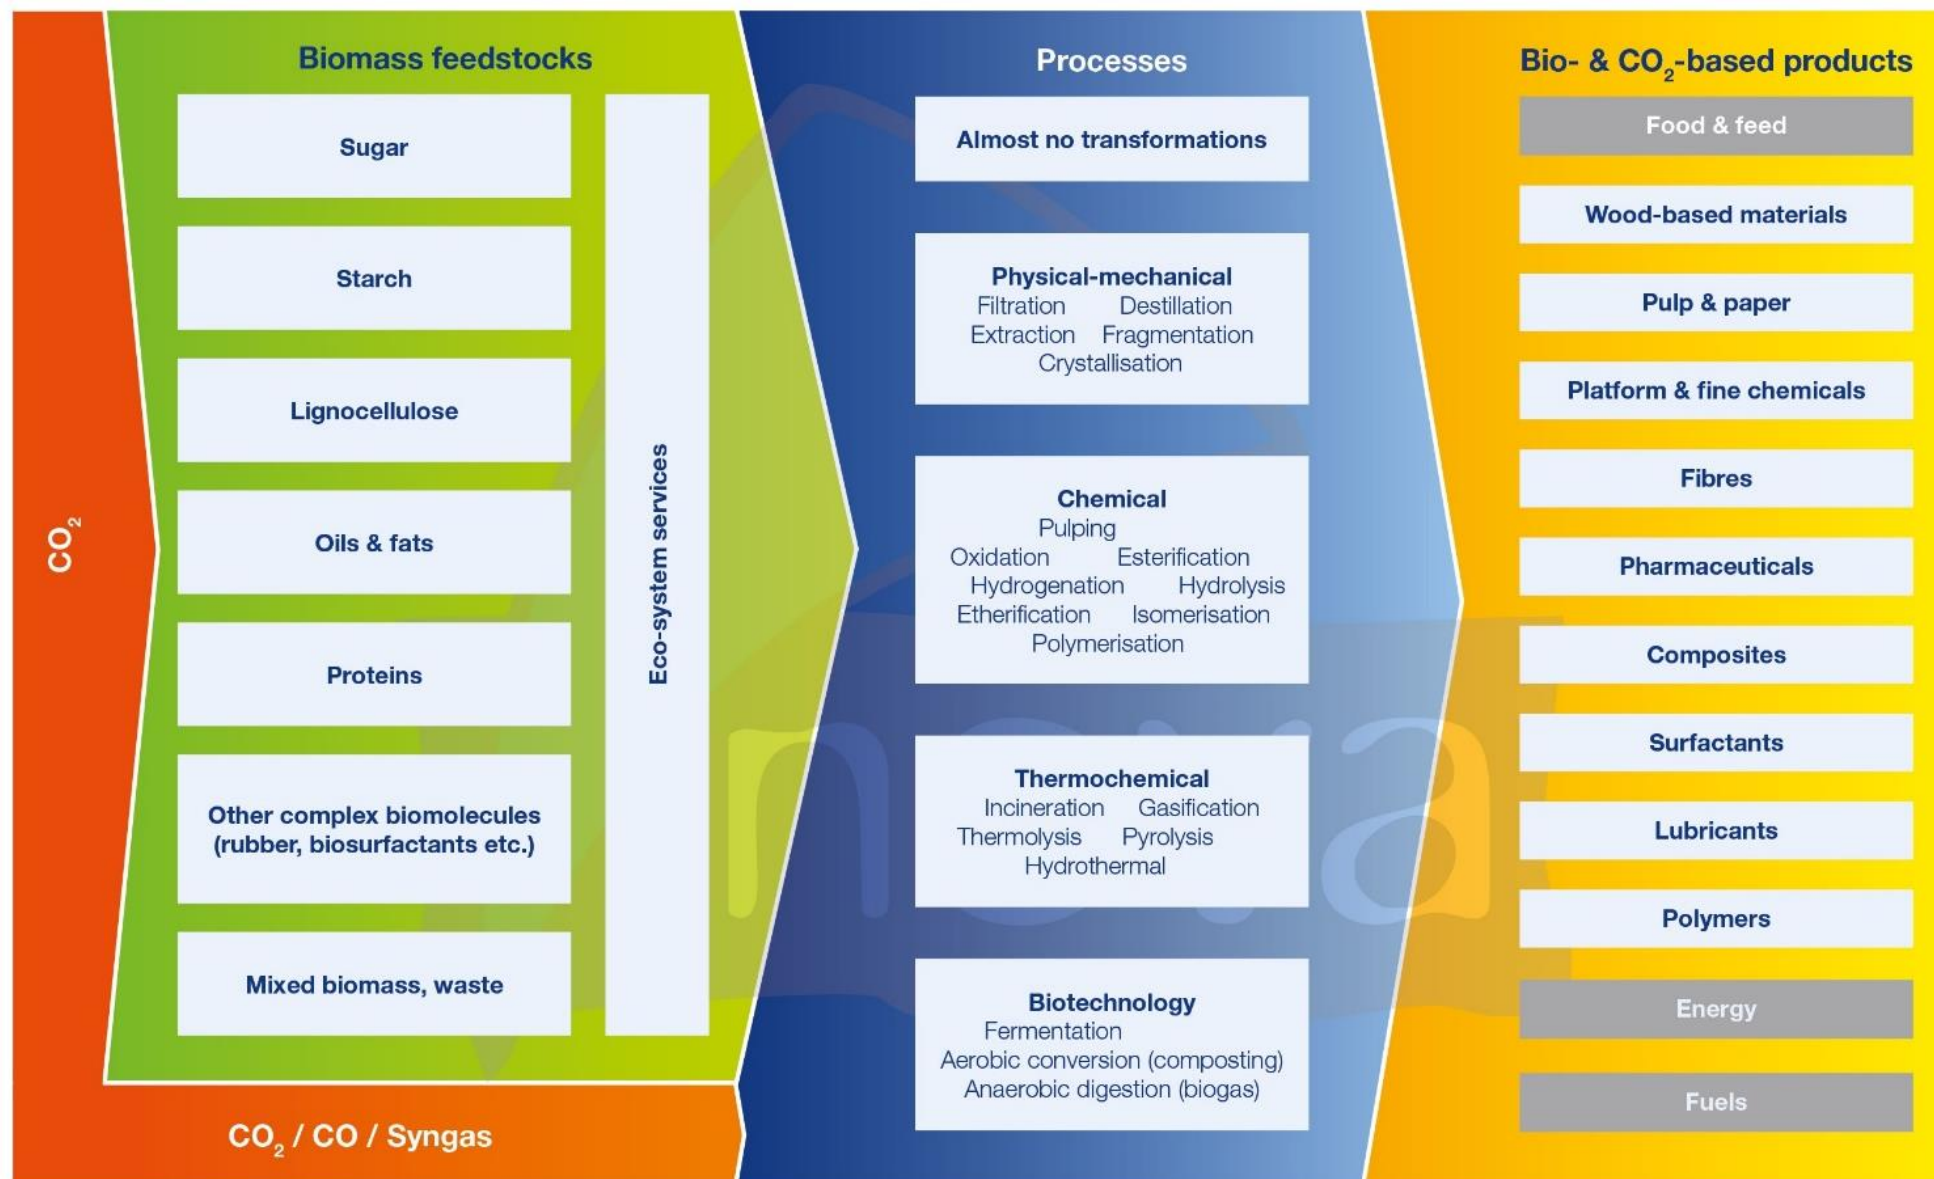 CO₂
Biomass feedstocks
Sugar
Starch
Lignocellulose
Oils & fats
Proteins
Other complex biomolecules
(rubber, biosurfactants etc.)
Mixed biomass, waste
Eco-system services
CO₂ / CO / Syngas
Processes
Almost no transformations
Physical-mechanical
Filtration Destillation
Extraction Fragmentation
Crystallisation
Chemical
Pulping
Oxidation Esterification
Hydrogenation Hydrolysis
Etherification Isomerisation
Polymerisation
Thermochemical
Incineration Gasification
Thermolysis Pyrolysis
Hydrothermal
Biotechnology
Fermentation
Aerobic conversion (composting)
Anaerobic digestion (biogas)
Bio- & CO₂-based products
Food & feed
Wood-based materials
Pulp & paper
Platform & fine chemicals
Fibres
Pharmaceuticals
Composites
Surfactants
Lubricants
Polymers
Energy
Fuels
nova